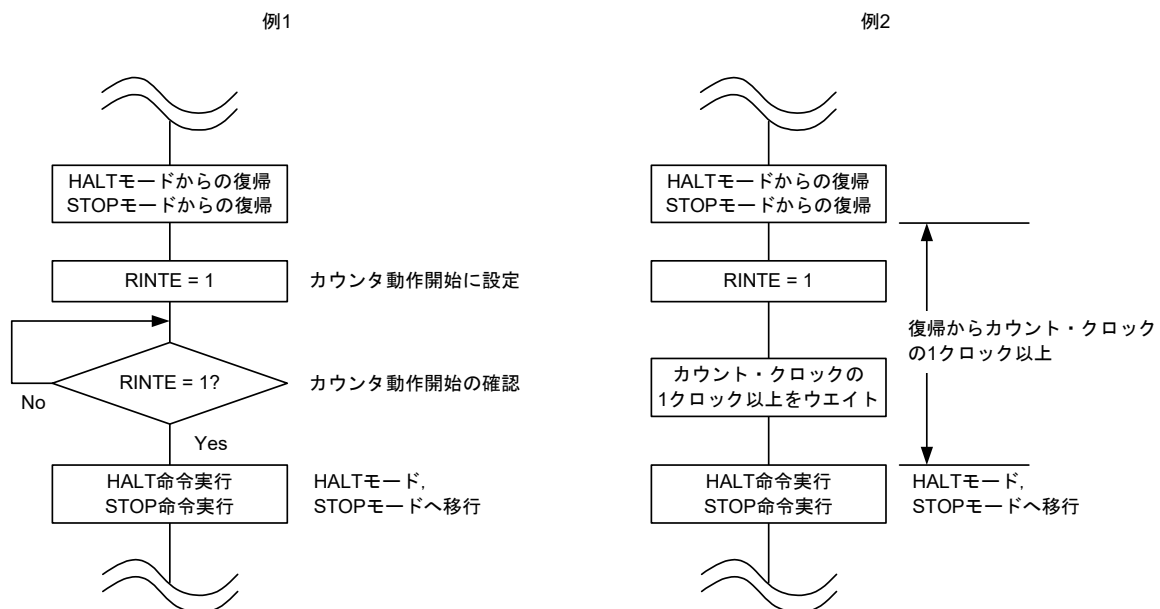 例1
HALTモードからの復帰
STOPモードからの復帰
RINTE = 1
カウンタ動作開始に設定
RINTE = 1?
カウンタ動作開始の確認
No
Yes
HALT命令実行
STOP命令実行
HALTモード,
STOPモードへ移行
例2
HALTモードからの復帰
STOPモードからの復帰
RINTE = 1
復帰からカウント・クロック
の1クロック以上
カウント・クロックの
1クロック以上をウエイト
HALT命令実行
STOP命令実行
HALTモード,
STOPモードへ移行